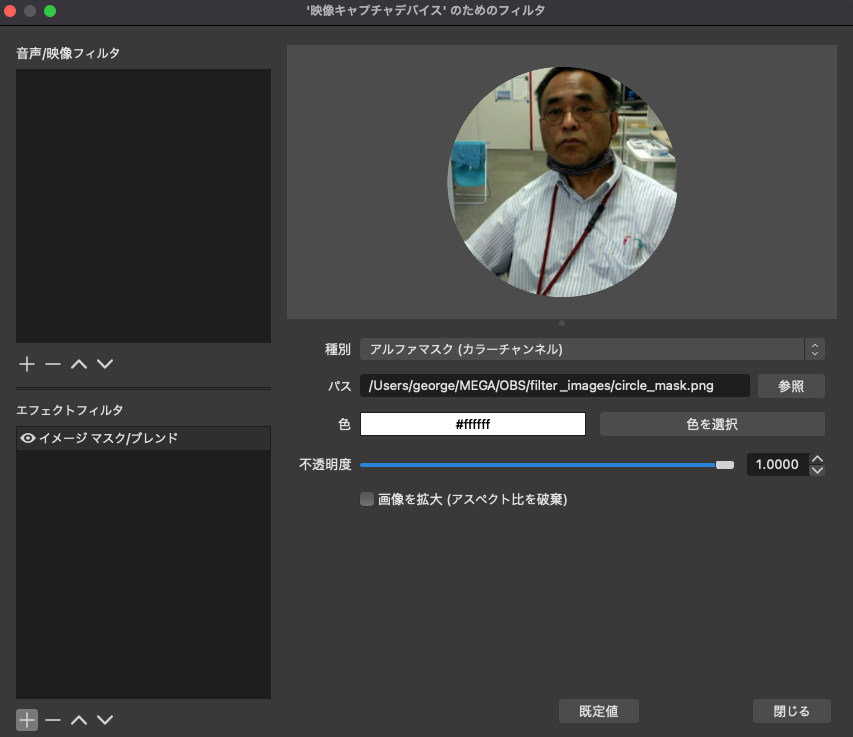 '映像キャプチャデバイス' のためのフィルタ
音声/映像フィルタ
種別
アルファマスク (カラーチャンネル)
パス
/Users/george/MEGA/OBS/filter_images/circle_mask.png
参照
エフェクトフィルタ
色
#ffffff
色を選択
イメージ マスク/ブレンド
不透明度
1.0000
画像を拡大 (アスペクト比を破棄)
既定値
閉じる